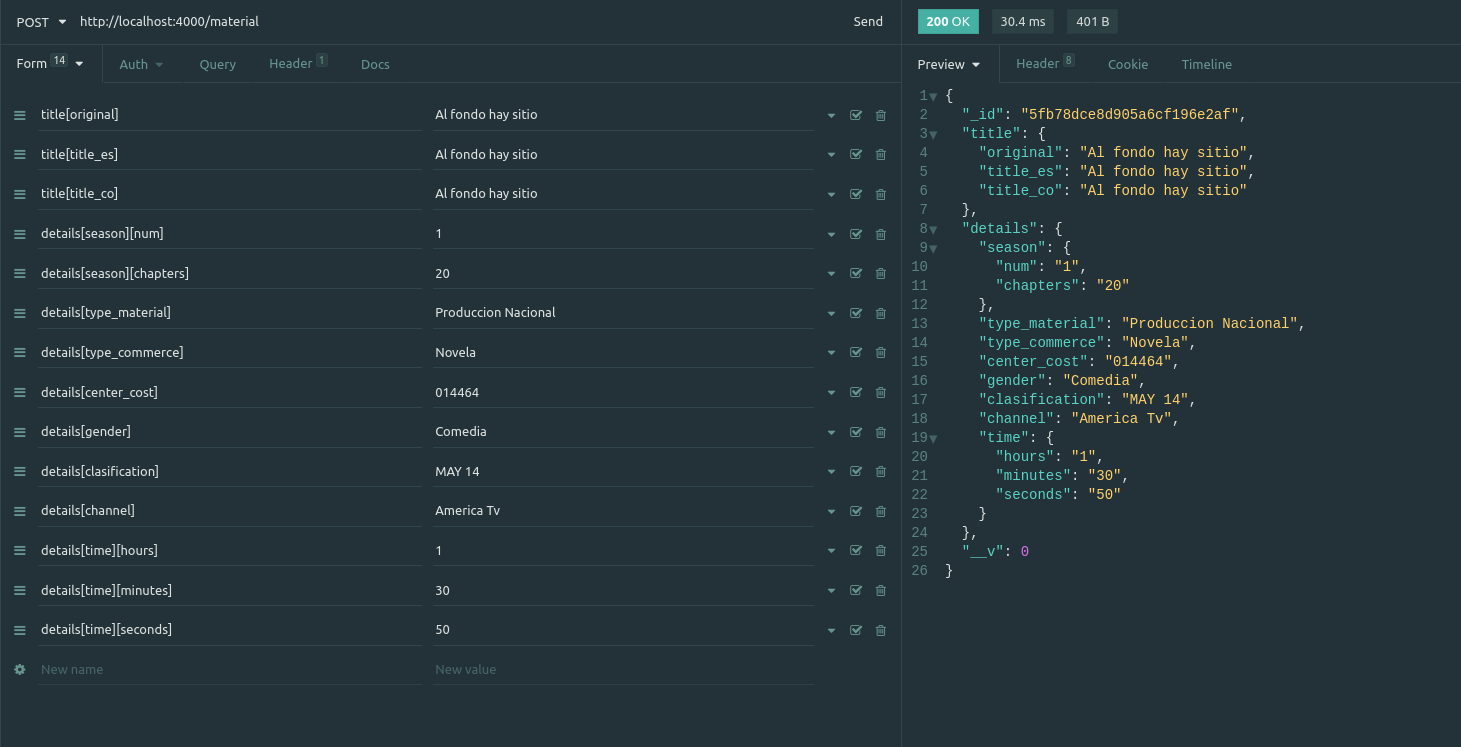 POST http://localhost:4000/material Send 200 OK 30.4 ms 401 B
Form 14 Auth Query Header 1 Docs
Preview Header 8 Cookie Timeline
title[original] Al fondo hay sitio
title[title_es] Al fondo hay sitio
title[title_co] Al fondo hay sitio
details[season][num] 1
details[season][chapters] 20
details[type_material] Produccion Nacional
details[type_commerce] Novela
details[center_cost] 014464
details[gender] Comedia
details[clasification] MAY 14
details[channel] America Tv
details[time][hours] 1
details[time][minutes] 30
details[time][seconds] 50
New name New value
1 {
2 "_id": "5fb78dce8d905a6cf196e2af",
3 "title": {
4 "original": "Al fondo hay sitio",
5 "title_es": "Al fondo hay sitio",
6 "title_co": "Al fondo hay sitio"
7 },
8 "details": {
9 "season": {
10 "num": "1",
11 "chapters": "20"
12 },
13 "type_material": "Produccion Nacional",
14 "type_commerce": "Novela",
15 "center_cost": "014464",
16 "gender": "Comedia",
17 "clasification": "MAY 14",
18 "channel": "America Tv",
19 "time": {
20 "hours": "1",
21 "minutes": "30",
22 "seconds": "50"
23 }
24 },
25 "__v": 0
26 }